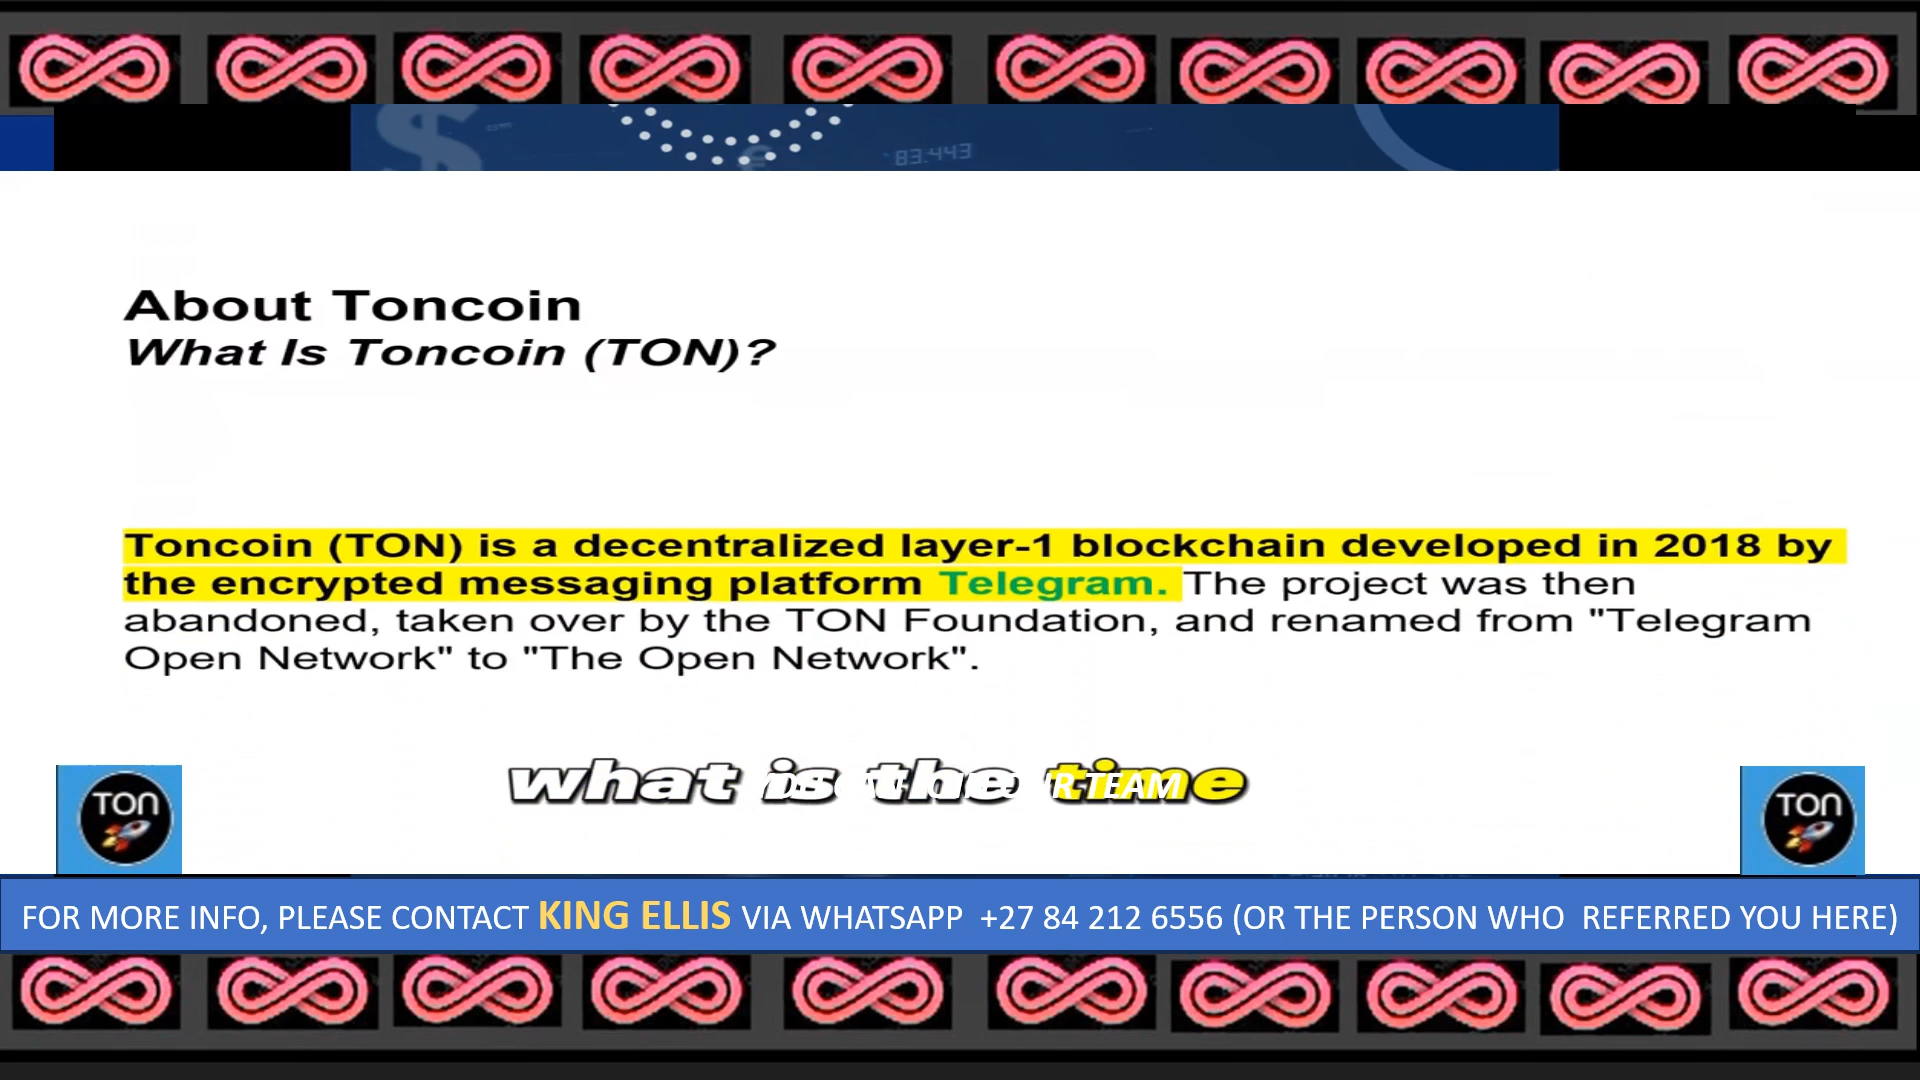 83.443
About Toncoin
What Is Toncoin (TON)?
Toncoin (TON) is a decentralized layer-1 blockchain developed in 2018 by
the encrypted messaging platform Telegram. The project was then
abandoned, taken over by the TON Foundation, and renamed from "Telegram
Open Network" to "The Open Network".
what is the time
TEAM
TON
TON
FOR MORE INFO, PLEASE CONTACT KING ELLIS VIA WHATSAPP +27 84 212 6556 (OR THE PERSON WHO REFERRED YOU HERE)